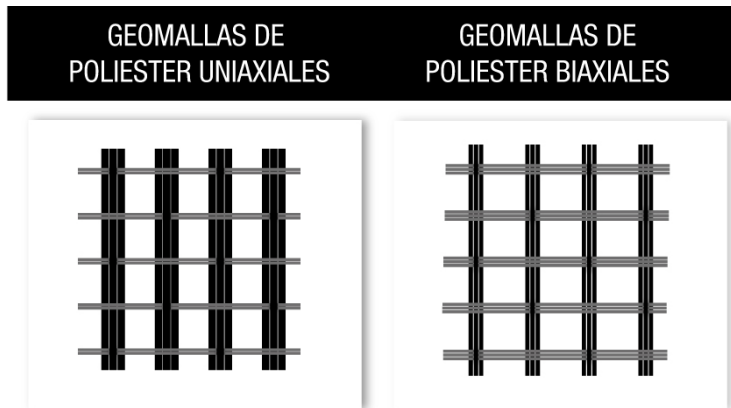 GEOMALLAS DE
POLIESTER UNIAXIALES
GEOMALLAS DE
POLIESTER BIAXIALES